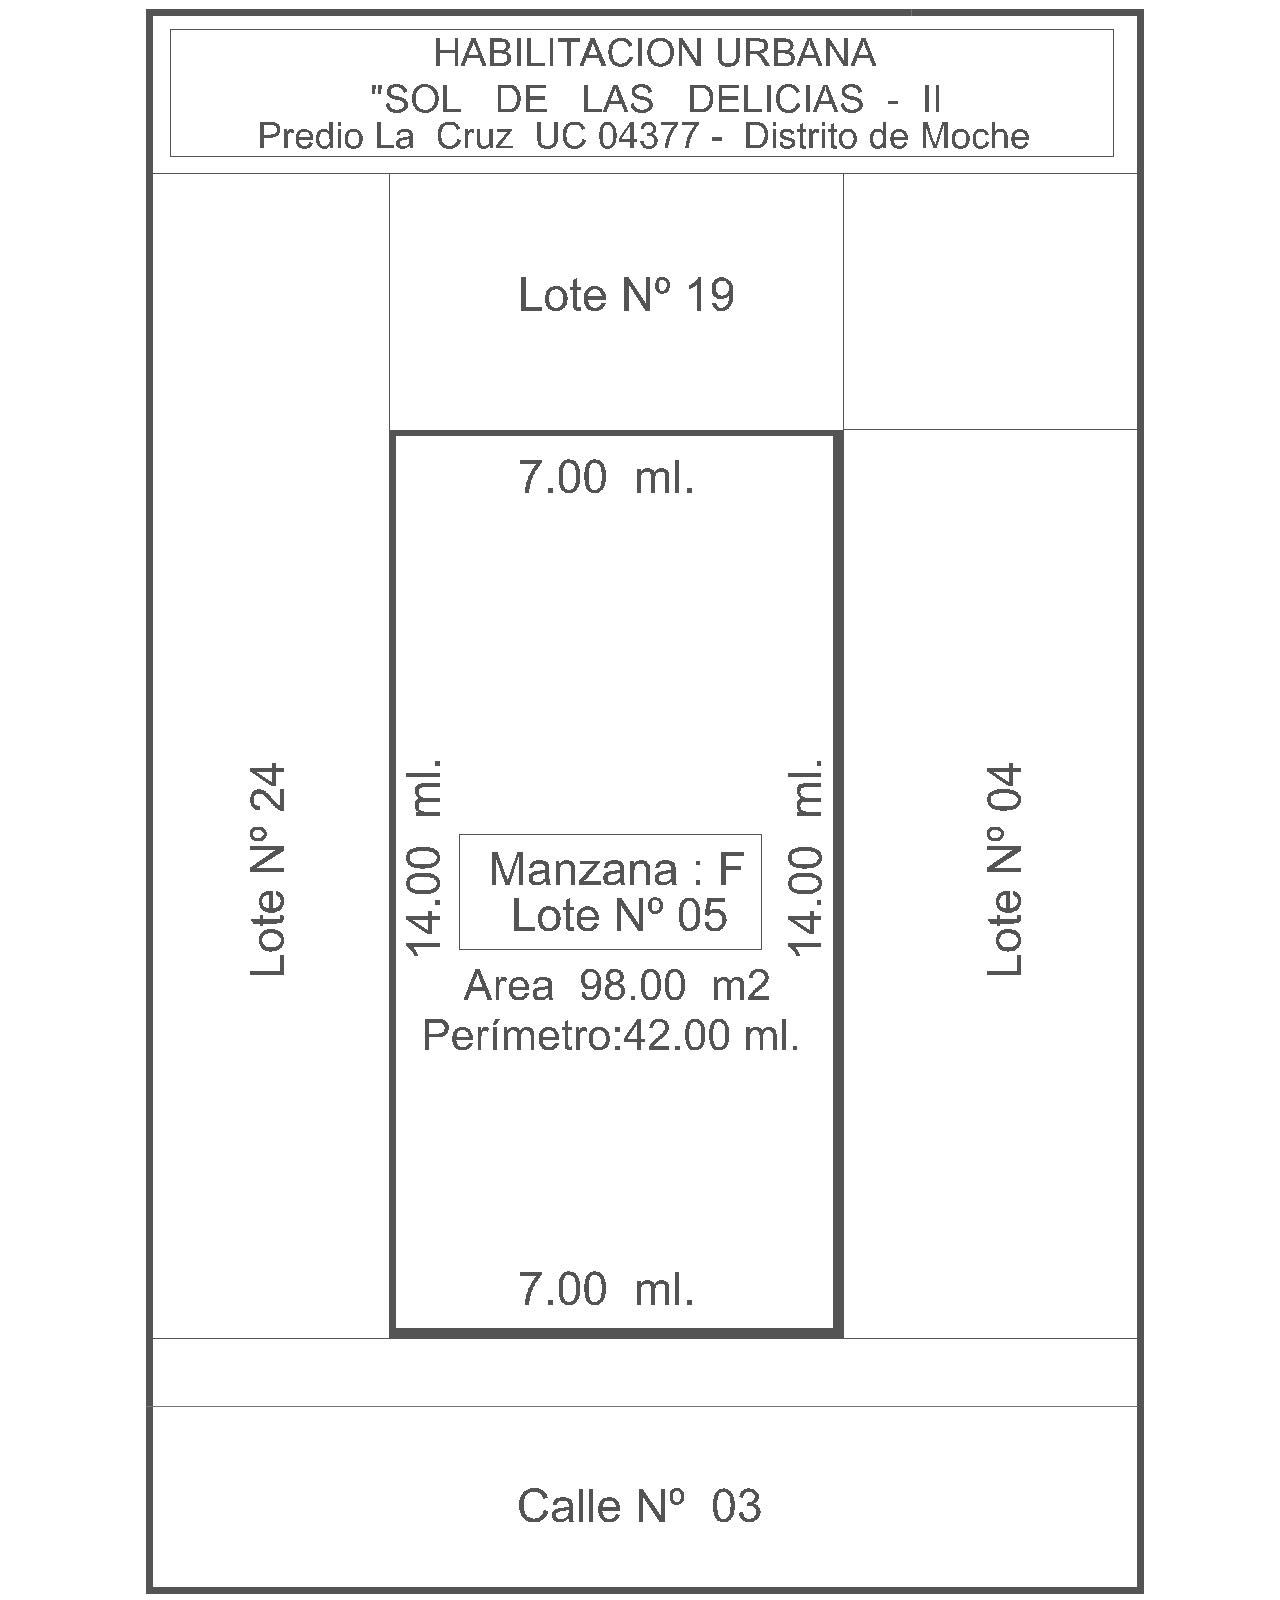 HABILITACION URBANA
"SOL DE LAS DELICIAS - II
Predio La Cruz UC 04377 - Distrito de Moche
Lote Nº 19
7.00 ml.
Lote Nº 24
14.00 ml.
Manzana : F
Lote Nº 05
Area 98.00 m2
Perímetro:42.00 ml.
14.00 ml.
Lote Nº 04
7.00 ml.
Calle Nº 03